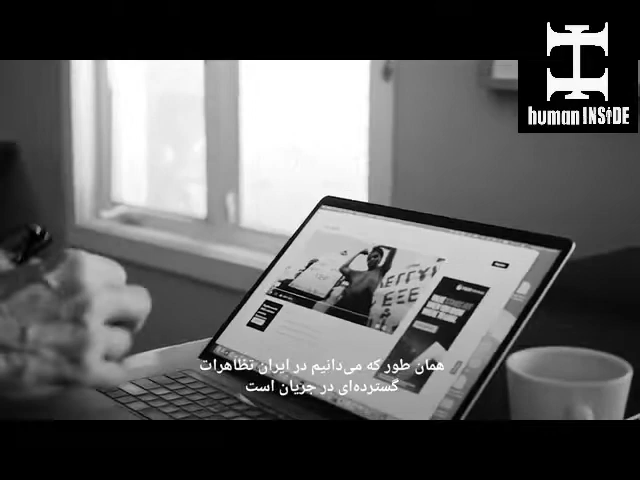 human INSiDE
همان طور که می‌دانیم در ایران تظاهرات
گسترده‌ای در جریان است